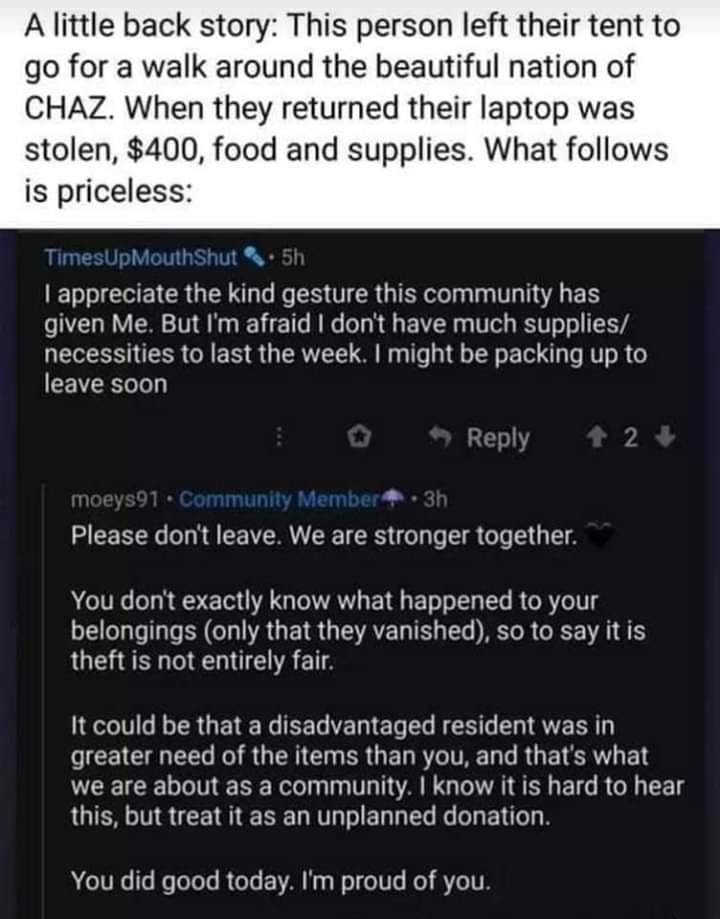 A little back story: This person left their tent to
go for a walk around the beautiful nation of
CHAZ. When they returned their laptop was
stolen, $400, food and supplies. What follows
is priceless:
TimesUpMouthShut • 5h
I appreciate the kind gesture this community has
given Me. But I'm afraid I don't have much supplies/
necessities to last the week. I might be packing up to
leave soon
Reply 2
moeys91 • Community Member • 3h
Please don't leave. We are stronger together.
You don't exactly know what happened to your
belongings (only that they vanished), so to say it is
theft is not entirely fair.
It could be that a disadvantaged resident was in
greater need of the items than you, and that's what
we are about as a community. I know it is hard to hear
this, but treat it as an unplanned donation.
You did good today. I'm proud of you.